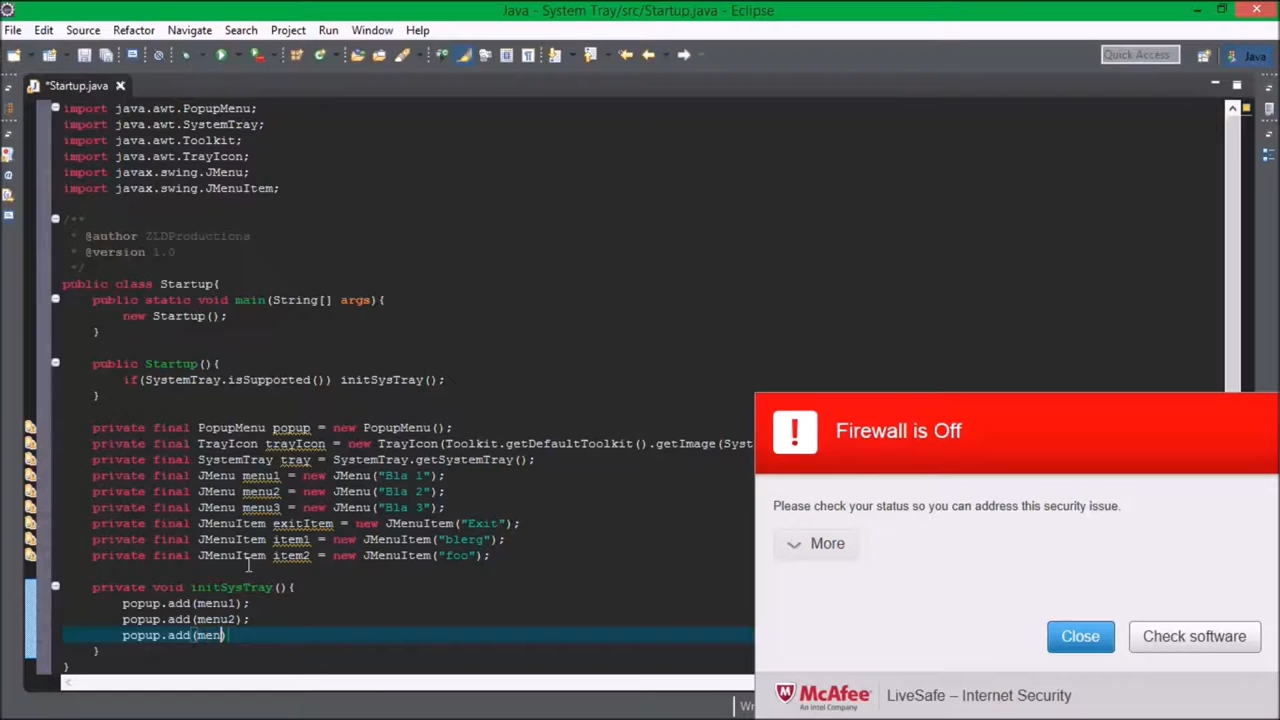 Java - System Tray/src/Startup.java - Eclipse
File Edit Source Refactor Navigate Search Project Run Window Help
Quick Access Java
*Startup.java
import java.awt.PopupMenu;
import java.awt.SystemTray;
import java.awt.Toolkit;
import java.awt.TrayIcon;
import javax.swing.JMenu;
import javax.swing.JMenuItem;
/**
* @author ZLDProductions
* @version 1.0
*/
public class Startup{
public static void main(String[] args){
new Startup();
}
public Startup(){
if(SystemTray.isSupported()) initSysTray();
}
private final PopupMenu popup = new PopupMenu();
private final TrayIcon trayIcon = new TrayIcon(Toolkit.getDefaultToolkit().getImage(Syst
private final SystemTray tray = SystemTray.getSystemTray();
private final JMenu menu1 = new JMenu("Bla 1");
private final JMenu menu2 = new JMenu("Bla 2");
private final JMenu menu3 = new JMenu("Bla 3");
private final JMenuItem exitItem = new JMenuItem("Exit");
private final JMenuItem item1 = new JMenuItem("blerg");
private final JMenuItem item2 = new JMenuItem("foo");
private void initSysTray(){
popup.add(menu1);
popup.add(menu2);
popup.add(men)
}
}
Firewall is Off
Please check your status so you can address this security issue.
More
Close Check software
McAfee LiveSafe – Internet Security
An Intel Company